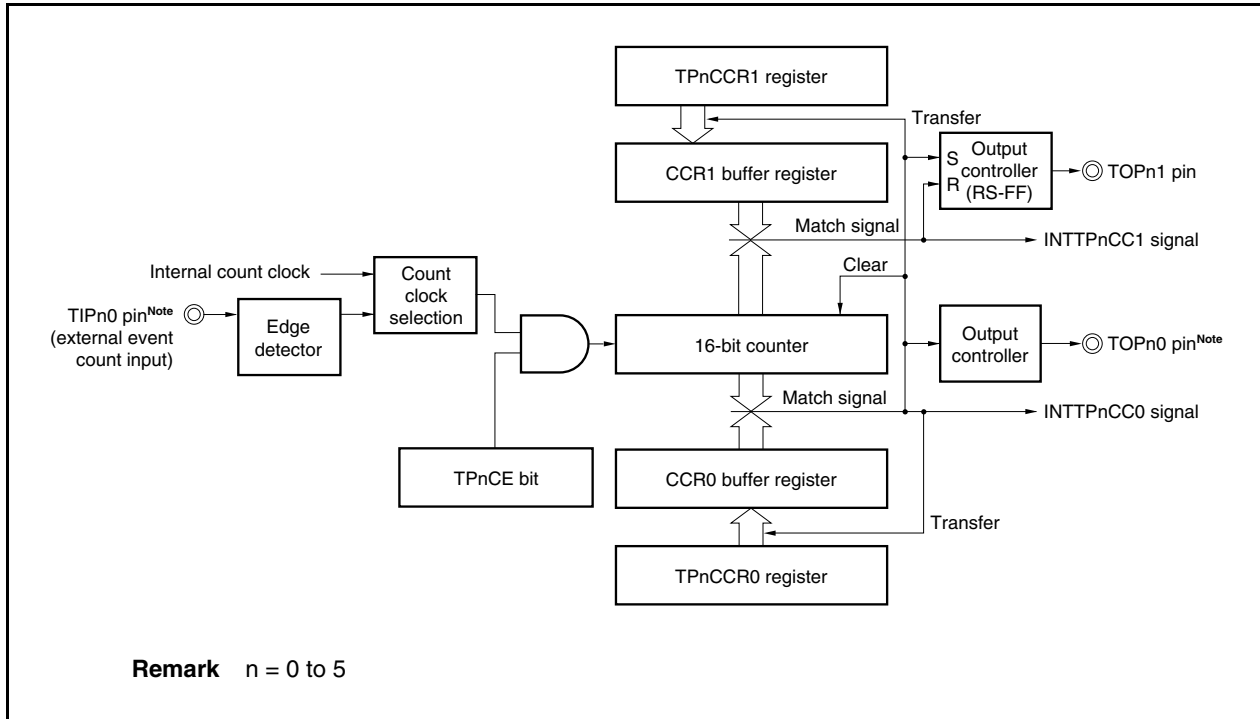 TPnCCR1 register
Transfer
CCR1 buffer register
S
R
Output
controller
(RS-FF)
TOPn1 pin
Match signal
INTTPnCC1 signal
Internal count clock
Count
clock
selection
Clear
TIPn0 pinNote
(external event
count input)
Edge
detector
16-bit counter
Output
controller
TOPn0 pinNote
Match signal
INTTPnCC0 signal
TPnCE bit
CCR0 buffer register
Transfer
TPnCCR0 register
Remark n = 0 to 5